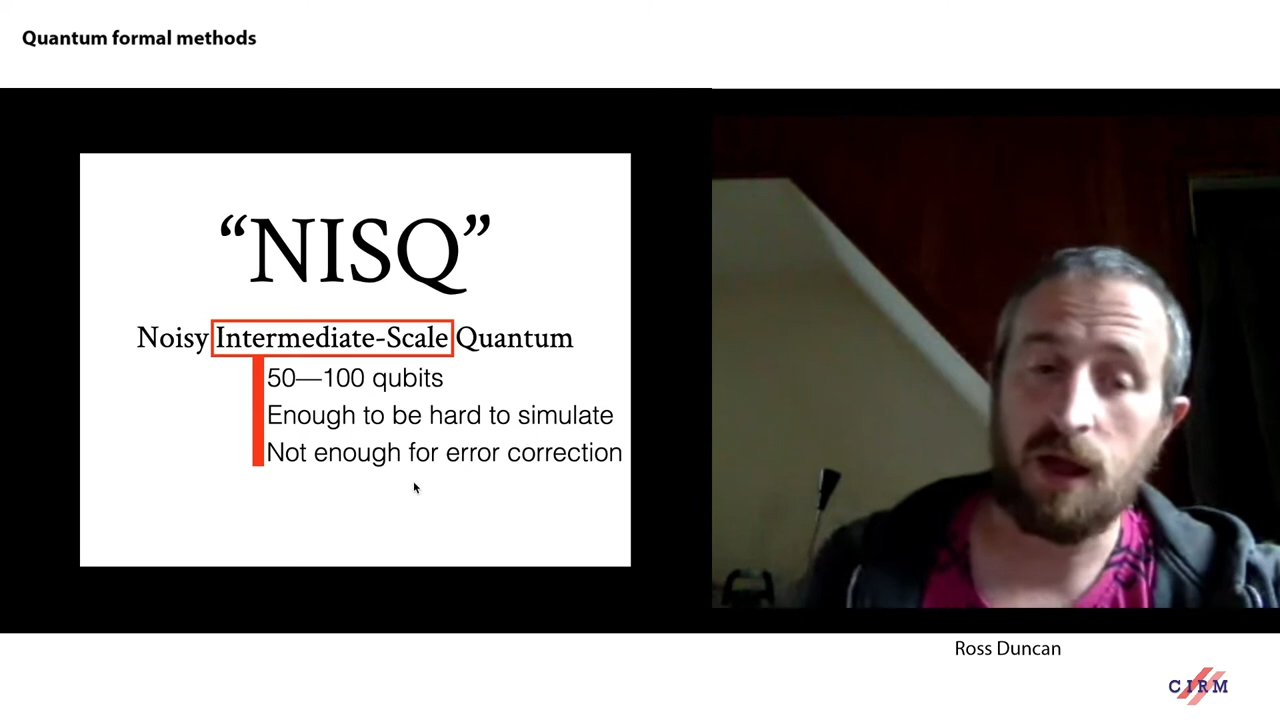 Quantum formal methods
“NISQ”
Noisy Intermediate-Scale Quantum
50—100 qubits
Enough to be hard to simulate
Not enough for error correction
Ross Duncan
CIRM